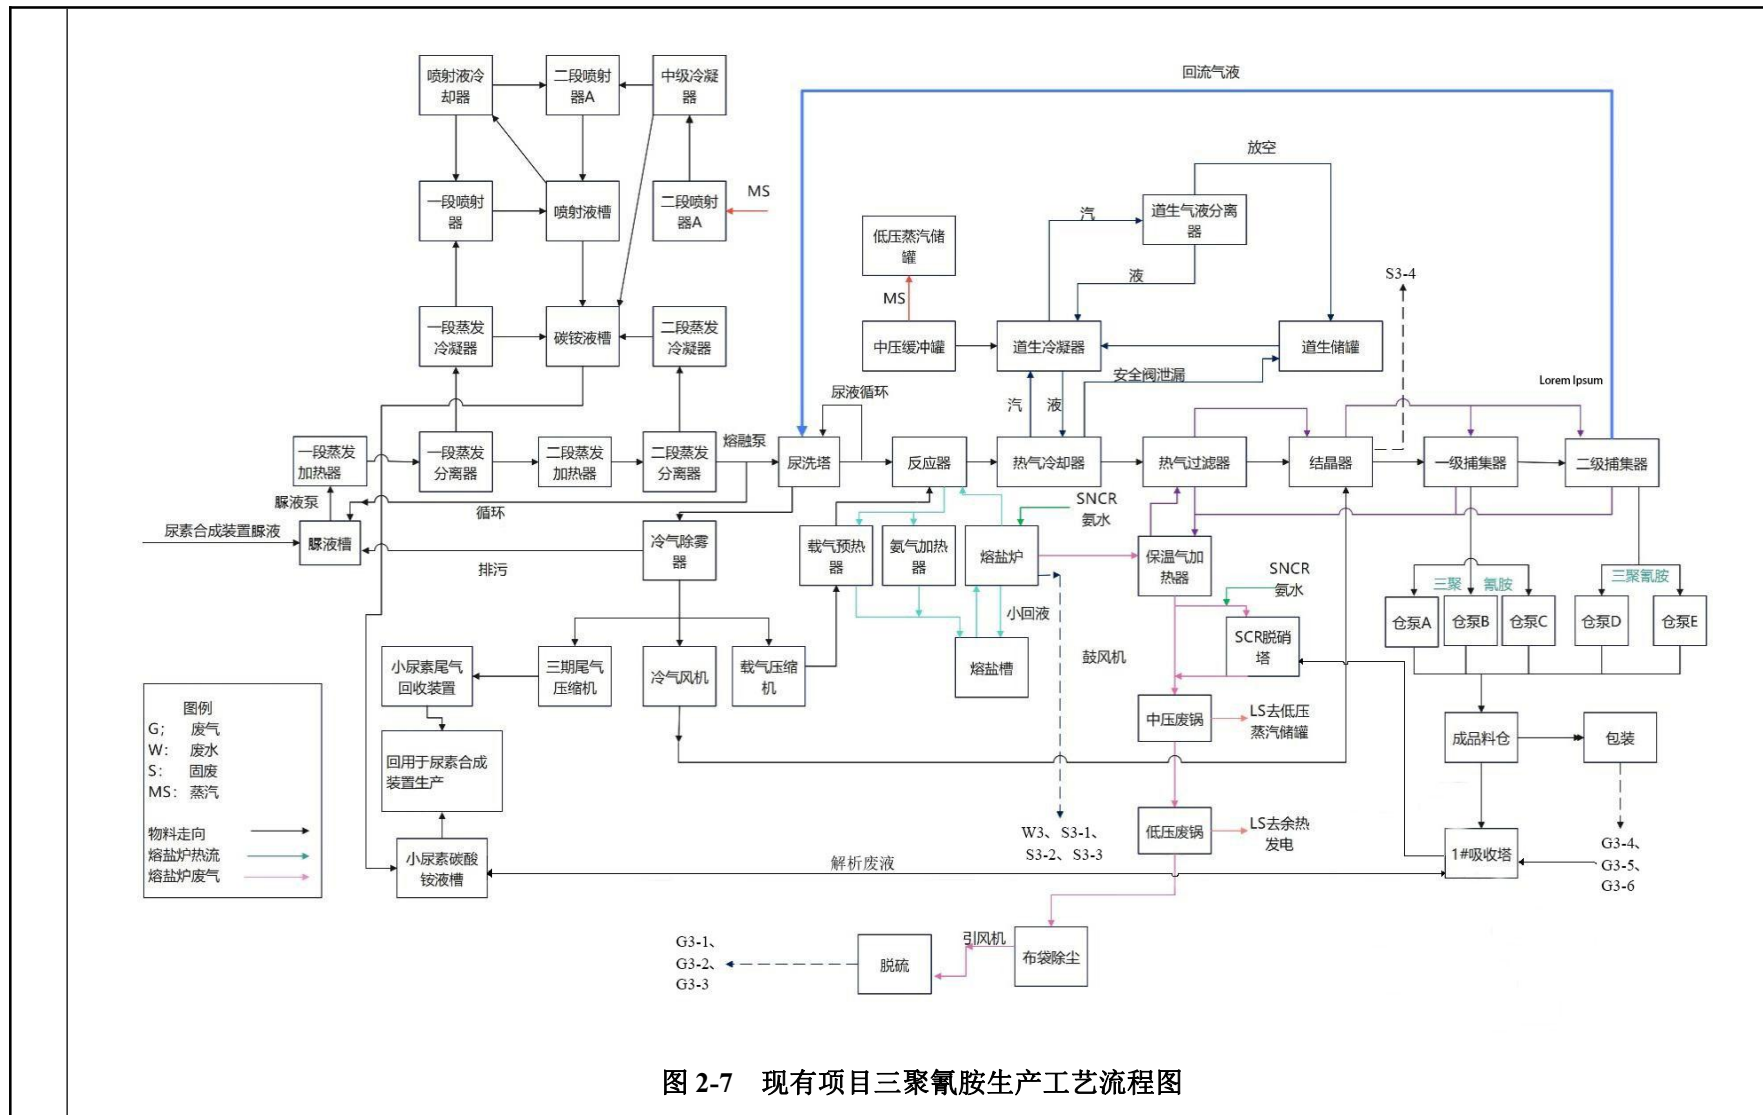 回流气液
喷射液冷
却器
二段喷射
器A
中级冷凝
器
放空
一段喷射
器
喷射液槽
二段喷射
器A
MS
汽
道生气液分离
器
低压蒸汽储
罐
液
S3-4
MS
一段蒸发
冷凝器
碳铵液槽
二段蒸发
冷凝器
中压缓冲罐
道生冷凝器
道生储罐
安全阀泄漏
Lorem Ipsum
尿液循环
汽
液
一段蒸发
加热器
一段蒸发
分离器
二段蒸发
加热器
二段蒸发
分离器
熔融泵
尿洗塔
反应器
热气冷却器
热气过滤器
结晶器
一级捕集器
二级捕集器
脲液泵
循环
SNCR
氨水
尿素合成装置脲液
脲液槽
排污
冷气除雾
器
载气预热
器
氨气加热
器
熔盐炉
保温气加
热器
SNCR
氨水
三聚
氰胺
三聚氰胺
小回液
仓泵A
仓泵B
仓泵C
仓泵D
仓泵E
SCR脱硝
塔
鼓风机
小尿素尾气
回收装置
三期尾气
压缩机
冷气风机
载气压缩
机
熔盐槽
中压废锅
LS去低压
蒸汽储罐
成品料仓
包装
图例
G； 废气
W： 废水
S： 固废
MS： 蒸汽
物料走向
熔盐炉热流
熔盐炉废气
回用于尿素合成
装置生产
W3、S3-1、
S3-2、S3-3
低压废锅
LS去余热
发电
小尿素碳酸
铵液槽
解析废液
1#吸收塔
G3-4、
G3-5、
G3-6
G3-1、
G3-2、
G3-3
脱硫
引风机
布袋除尘
图 2-7 现有项目三聚氰胺生产工艺流程图